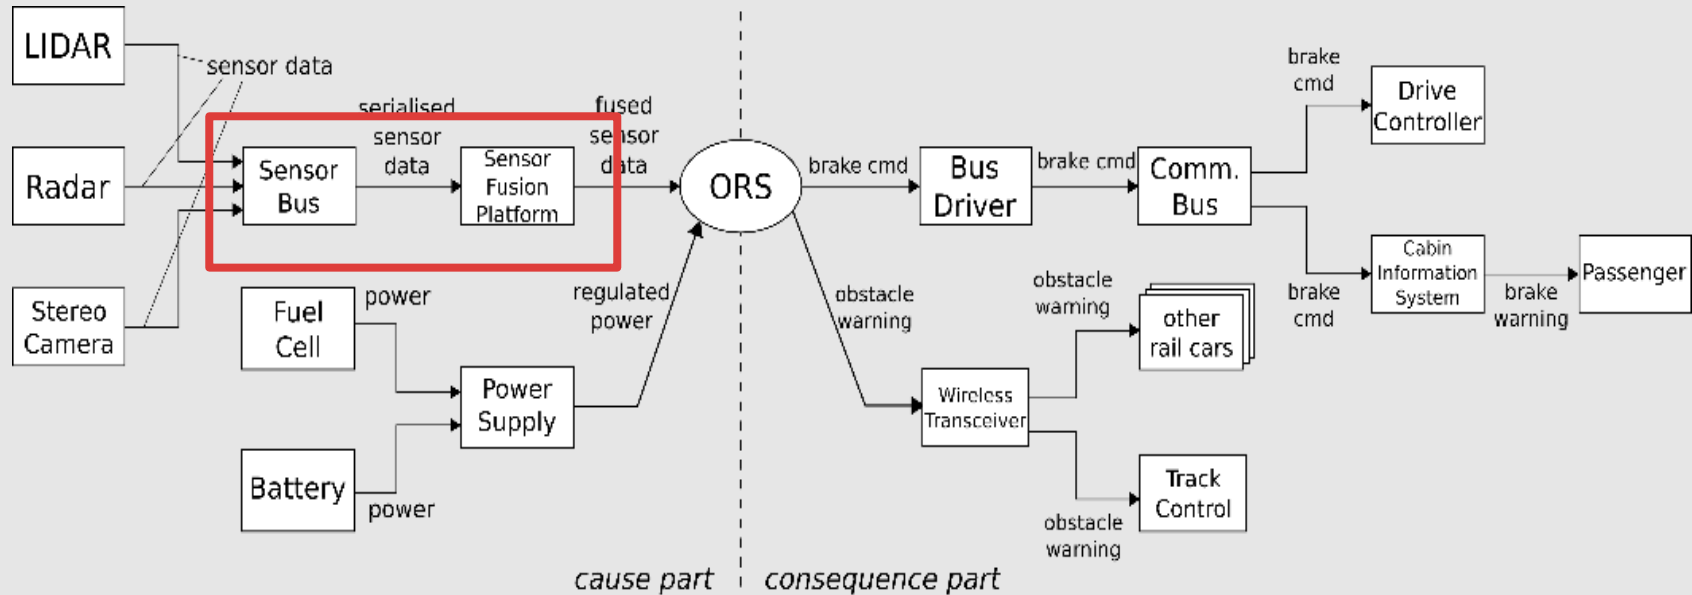 LIDAR
sensor data
Radar
Stereo
Camera
serialised
sensor
data
Sensor
Bus
Sensor
Fusion
Platform
fused
sensor
data
Fuel
Cell
power
Battery
power
Power
Supply
regulated
power
ORS
brake cmd
Bus
Driver
brake cmd
Comm.
Bus
brake
cmd
Drive
Controller
brake
cmd
Cabin
Information
System
brake
warning
Passenger
obstacle
warning
Wireless
Transceiver
obstacle
warning
other
rail cars
obstacle
warning
Track
Control
cause part
consequence part